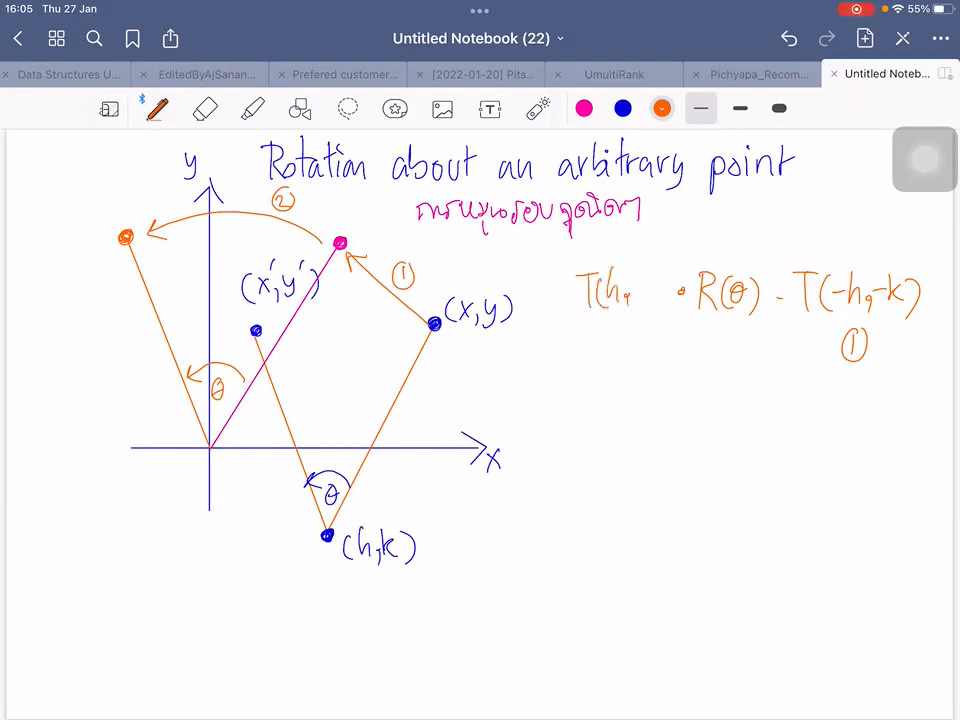 16:05 Thu 27 Jan
55%
Untitled Notebook (22)
Data Structures U...
EditedByAjSanan...
Prefered customer...
[2022-01-20] Pits...
UmultiRank
Pichyapa_Recom...
Untitled Noteb...
y Rotation about an arbitrary point
การหมุนรอบจุดใดๆ
②
(x',y')
①
(x,y)
T(h, • R(θ) • T(-h, -k)
①
θ
x
θ
(h,k)